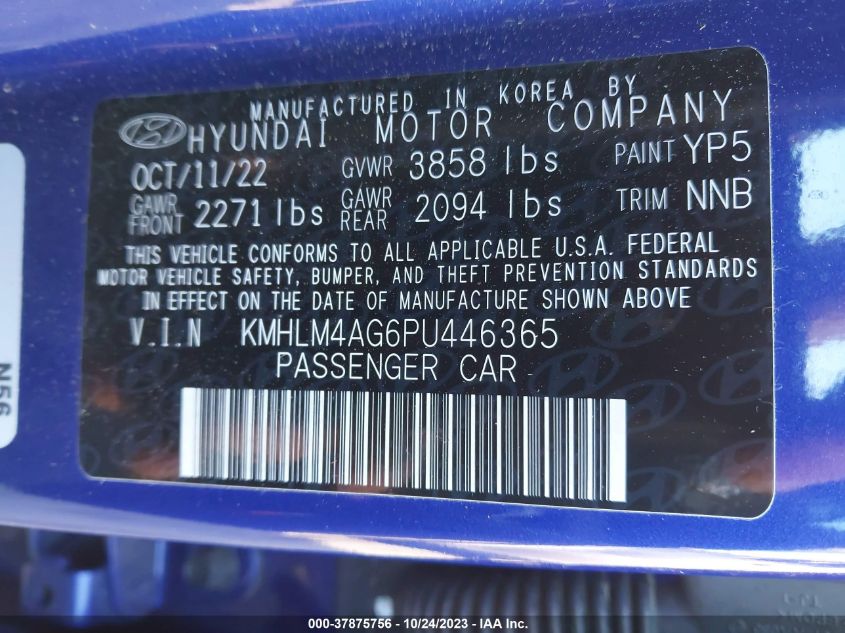 MANUFACTURED IN KOREA BY
HYUNDAI MOTOR COMPANY
OCT/11/22 GVWR 3858 lbs PAINT YP5
GAWR FRONT 2271 lbs GAWR REAR 2094 lbs TRIM NNB
THIS VEHICLE CONFORMS TO ALL APPLICABLE U.S.A. FEDERAL
MOTOR VEHICLE SAFETY, BUMPER, AND THEFT PREVENTION STANDARDS
IN EFFECT ON THE DATE OF MANUFACTURE SHOWN ABOVE
V.I.N KMHLM4AG6PU446365
PASSENGER CAR
N56
000-37875756 - 10/24/2023 - IAA Inc.